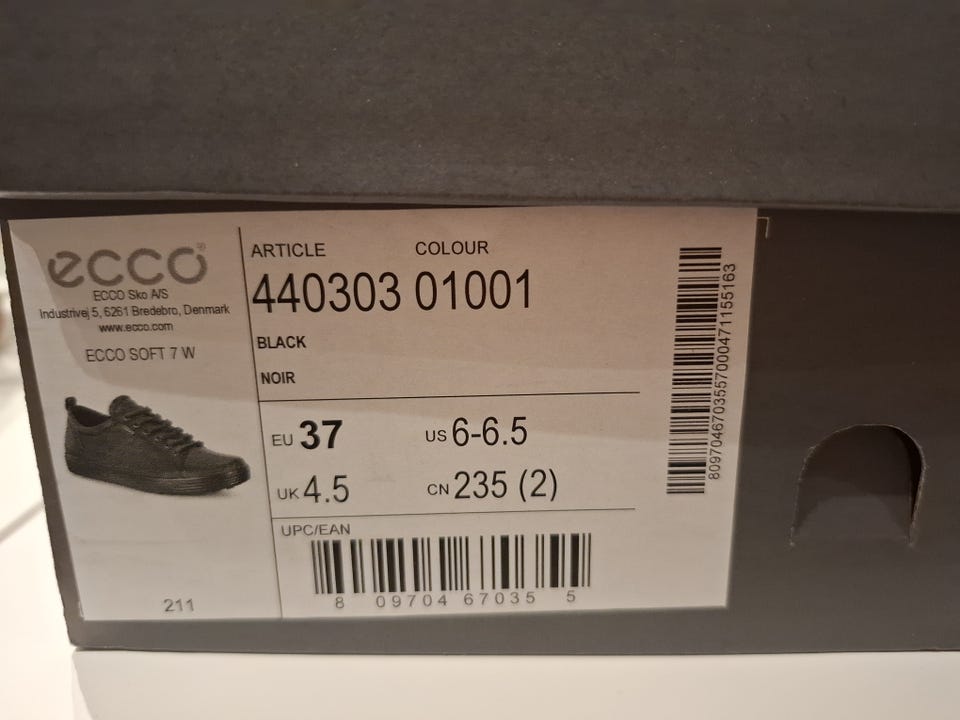 ecco®
ECCO Sko A/S
Industrivej 5, 6261 Bredebro, Denmark
www.ecco.com
ECCO SOFT 7 W
211
ARTICLE COLOUR
440303 01001
BLACK
NOIR
EU 37 US 6-6.5
UK 4.5 CN 235 (2)
UPC/EAN
8 09704 67035 5
8097046703557000471155163